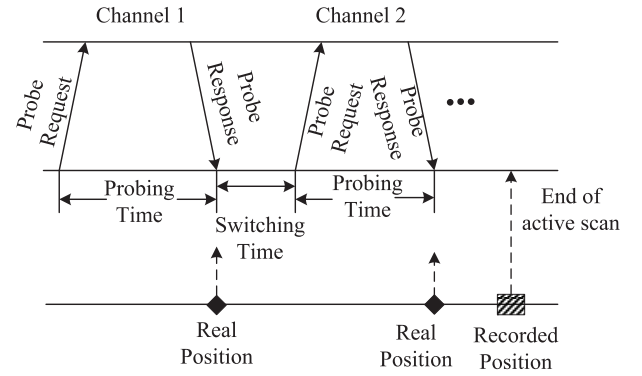 Channel 1
Channel 2
Probe
Request
Probe
Response
Probe
Request
Probe
Response
•••
Probing
Time
Switching
Time
Probing
Time
End of
active scan
Real
Position
Real
Position
Recorded
Position